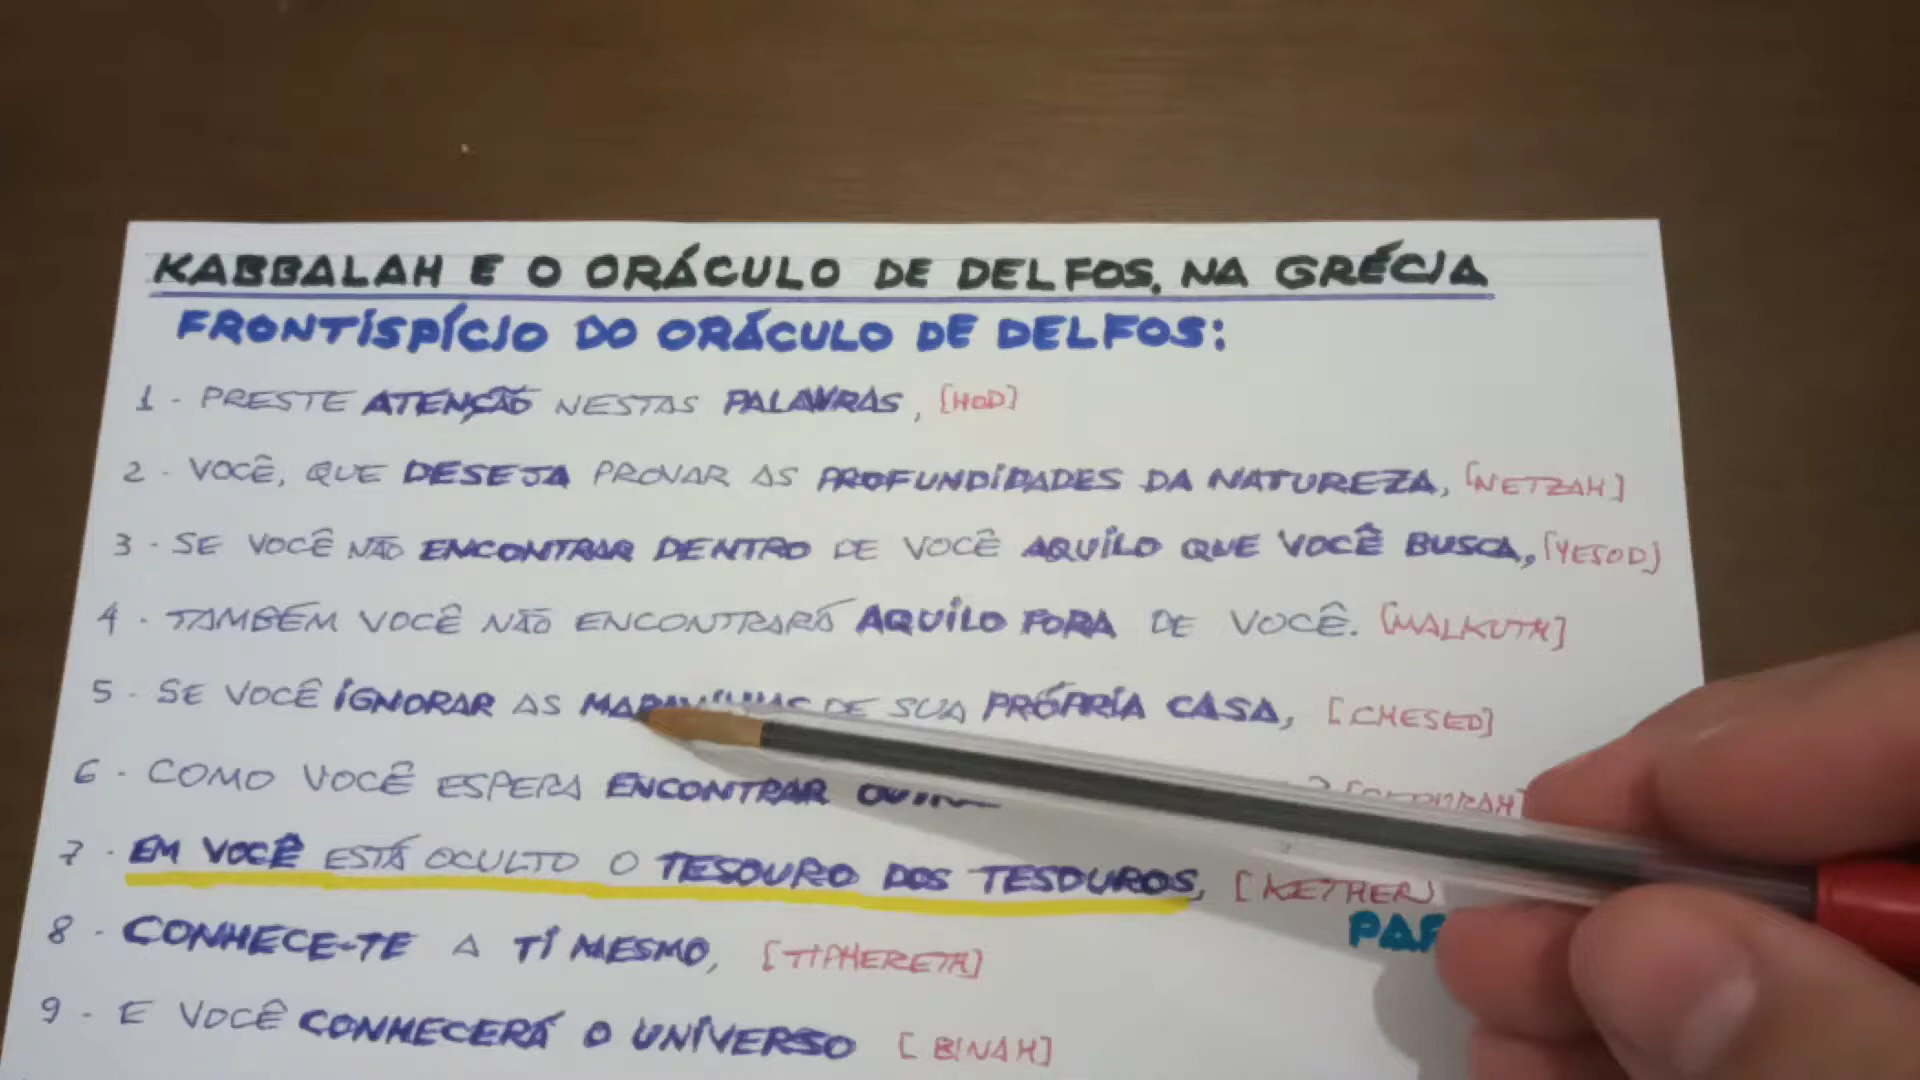 KABBALAH E O ORÁCULO DE DELFOS, NA GRÉCIA
FRONTISPÍCIO DO ORÁCULO DE DELFOS:
1 - PRESTE ATENÇÃO NESTAS PALAVRAS, [HOD]
2 - VOCÊ, QUE DESEJA PROVAR AS PROFUNDIDADES DA NATUREZA, [NETZAH]
3 - SE VOCÊ NÃO ENCONTRAR DENTRO DE VOCÊ AQUILO QUE VOCÊ BUSCA, [YESOD]
4 - TAMBÉM VOCÊ NÃO ENCONTRARÁ AQUILO FORA DE VOCÊ. [MALKUTH]
5 - SE VOCÊ IGNORAR AS MARAVILHAS DE SUA PRÓPRIA CASA, [CHESED]
6 - COMO VOCÊ ESPERA ENCONTRAR
7 - EM VOCÊ ESTÁ OCULTO O TESOURO DOS TESOUROS, [KETHER]
8 - CONHECE-TE A TI MESMO, [TIPHERETH]
9 - E VOCÊ CONHECERÁ O UNIVERSO [BINAH]